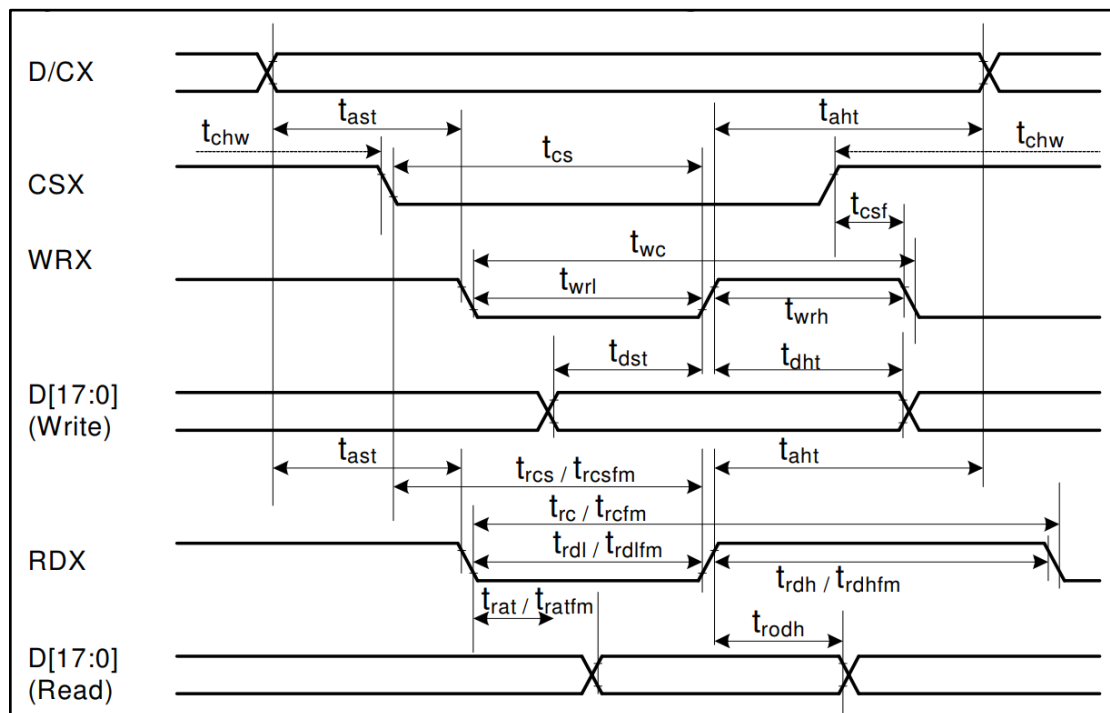 D/CX
t_ast
t_aht
t_chw
t_chw
t_cs
CSX
t_csf
WRX
t_wc
t_wrl
t_wrh
t_dst
t_dht
D[17:0]
(Write)
t_ast
t_aht
t_rcs / t_rcsfm
t_rc / t_rcfm
RDX
t_rdl / t_rdlfm
t_rdh / t_rdhfm
t_rat / t_ratfm
t_rodh
D[17:0]
(Read)